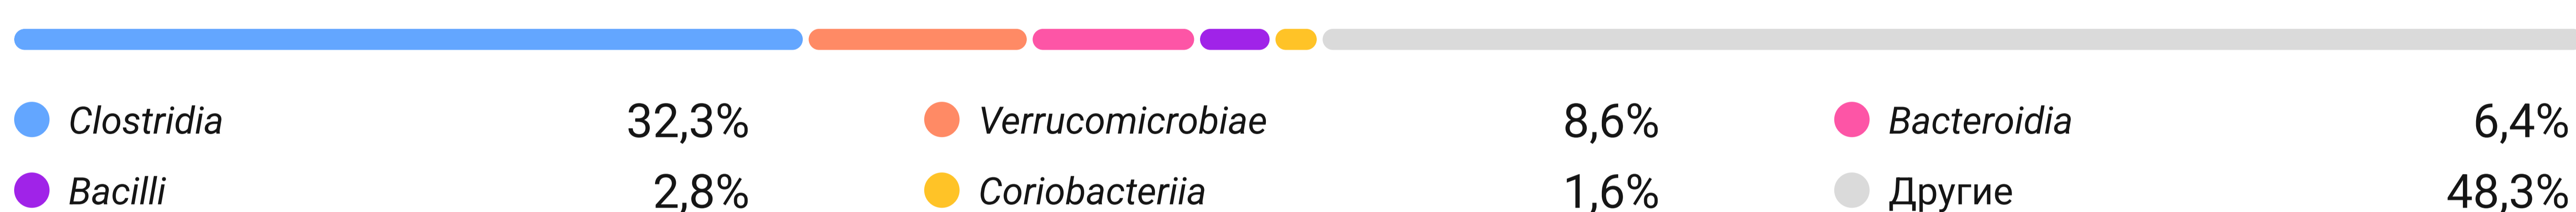 Clostridia 32,3% Verrucomicrobiae 8,6% Bacteroidia 6,4%
Bacilli 2,8% Coriobacteriia 1,6% Другие 48,3%